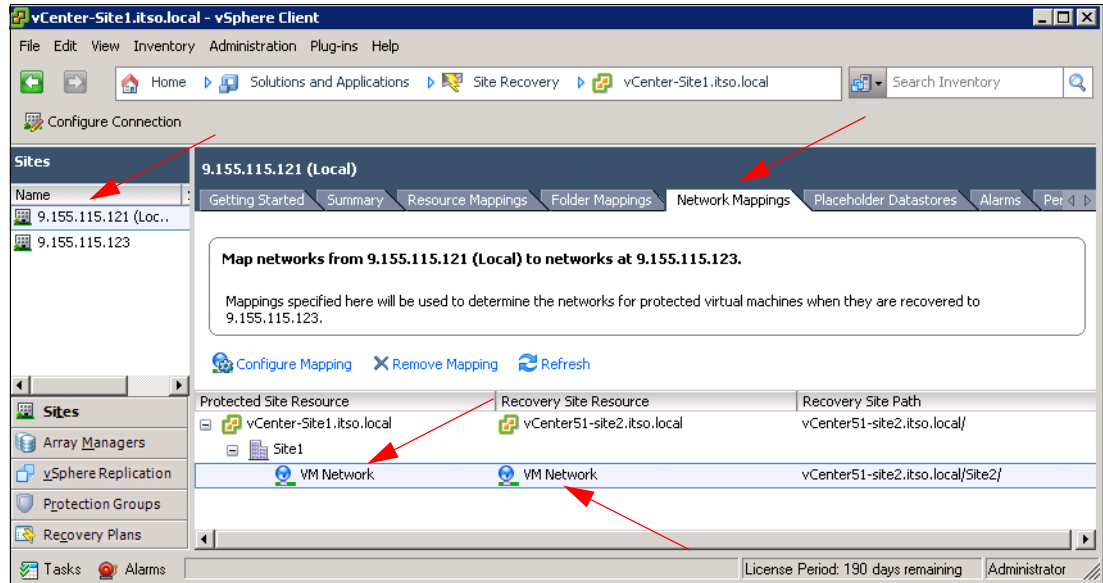 vCenter-Site1.itso.local - vSphere Client
File Edit View Inventory Administration Plug-ins Help
Home Solutions and Applications Site Recovery vCenter-Site1.itso.local Search Inventory
Configure Connection
Sites
9.155.115.121 (Local)
Name
Getting Started Summary Resource Mappings Folder Mappings Network Mappings Placeholder Datastores Alarms Per
9.155.115.121 (Loc..
9.155.115.123
Map networks from 9.155.115.121 (Local) to networks at 9.155.115.123.
Mappings specified here will be used to determine the networks for protected virtual machines when they are recovered to
9.155.115.123.
Configure Mapping Remove Mapping Refresh
Protected Site Resource Recovery Site Resource Recovery Site Path
vCenter-Site1.itso.local vCenter51-site2.itso.local vCenter51-site2.itso.local/
Site1
VM Network VM Network vCenter51-site2.itso.local/Site2/
Sites
Array Managers
vSphere Replication
Protection Groups
Recovery Plans
Tasks Alarms License Period: 190 days remaining Administrator